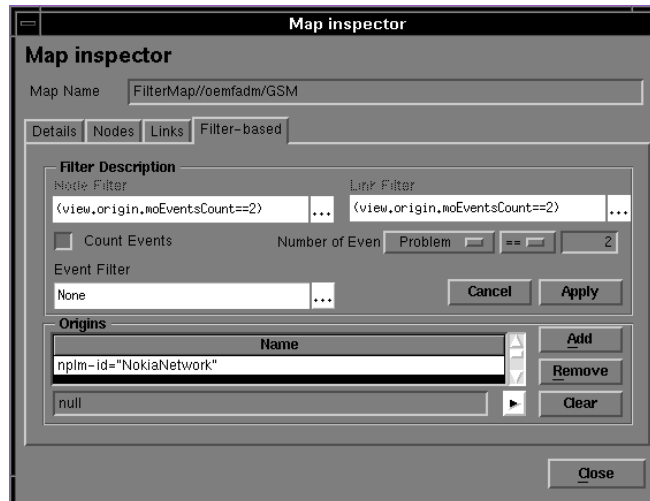 Map inspector
Map inspector
Map Name FilterMap//oemfadm/GSM
Details Nodes Links Filter-based
Filter Description
Node Filter Link Filter
(view.origin.moEventsCount==2) ... (view.origin.moEventsCount==2) ...
Count Events Number of Even Problem == 2
Event Filter
None ... Cancel Apply
Origins
Name Add
nplm-id="NokiaNetwork" Remove
null Clear
Close